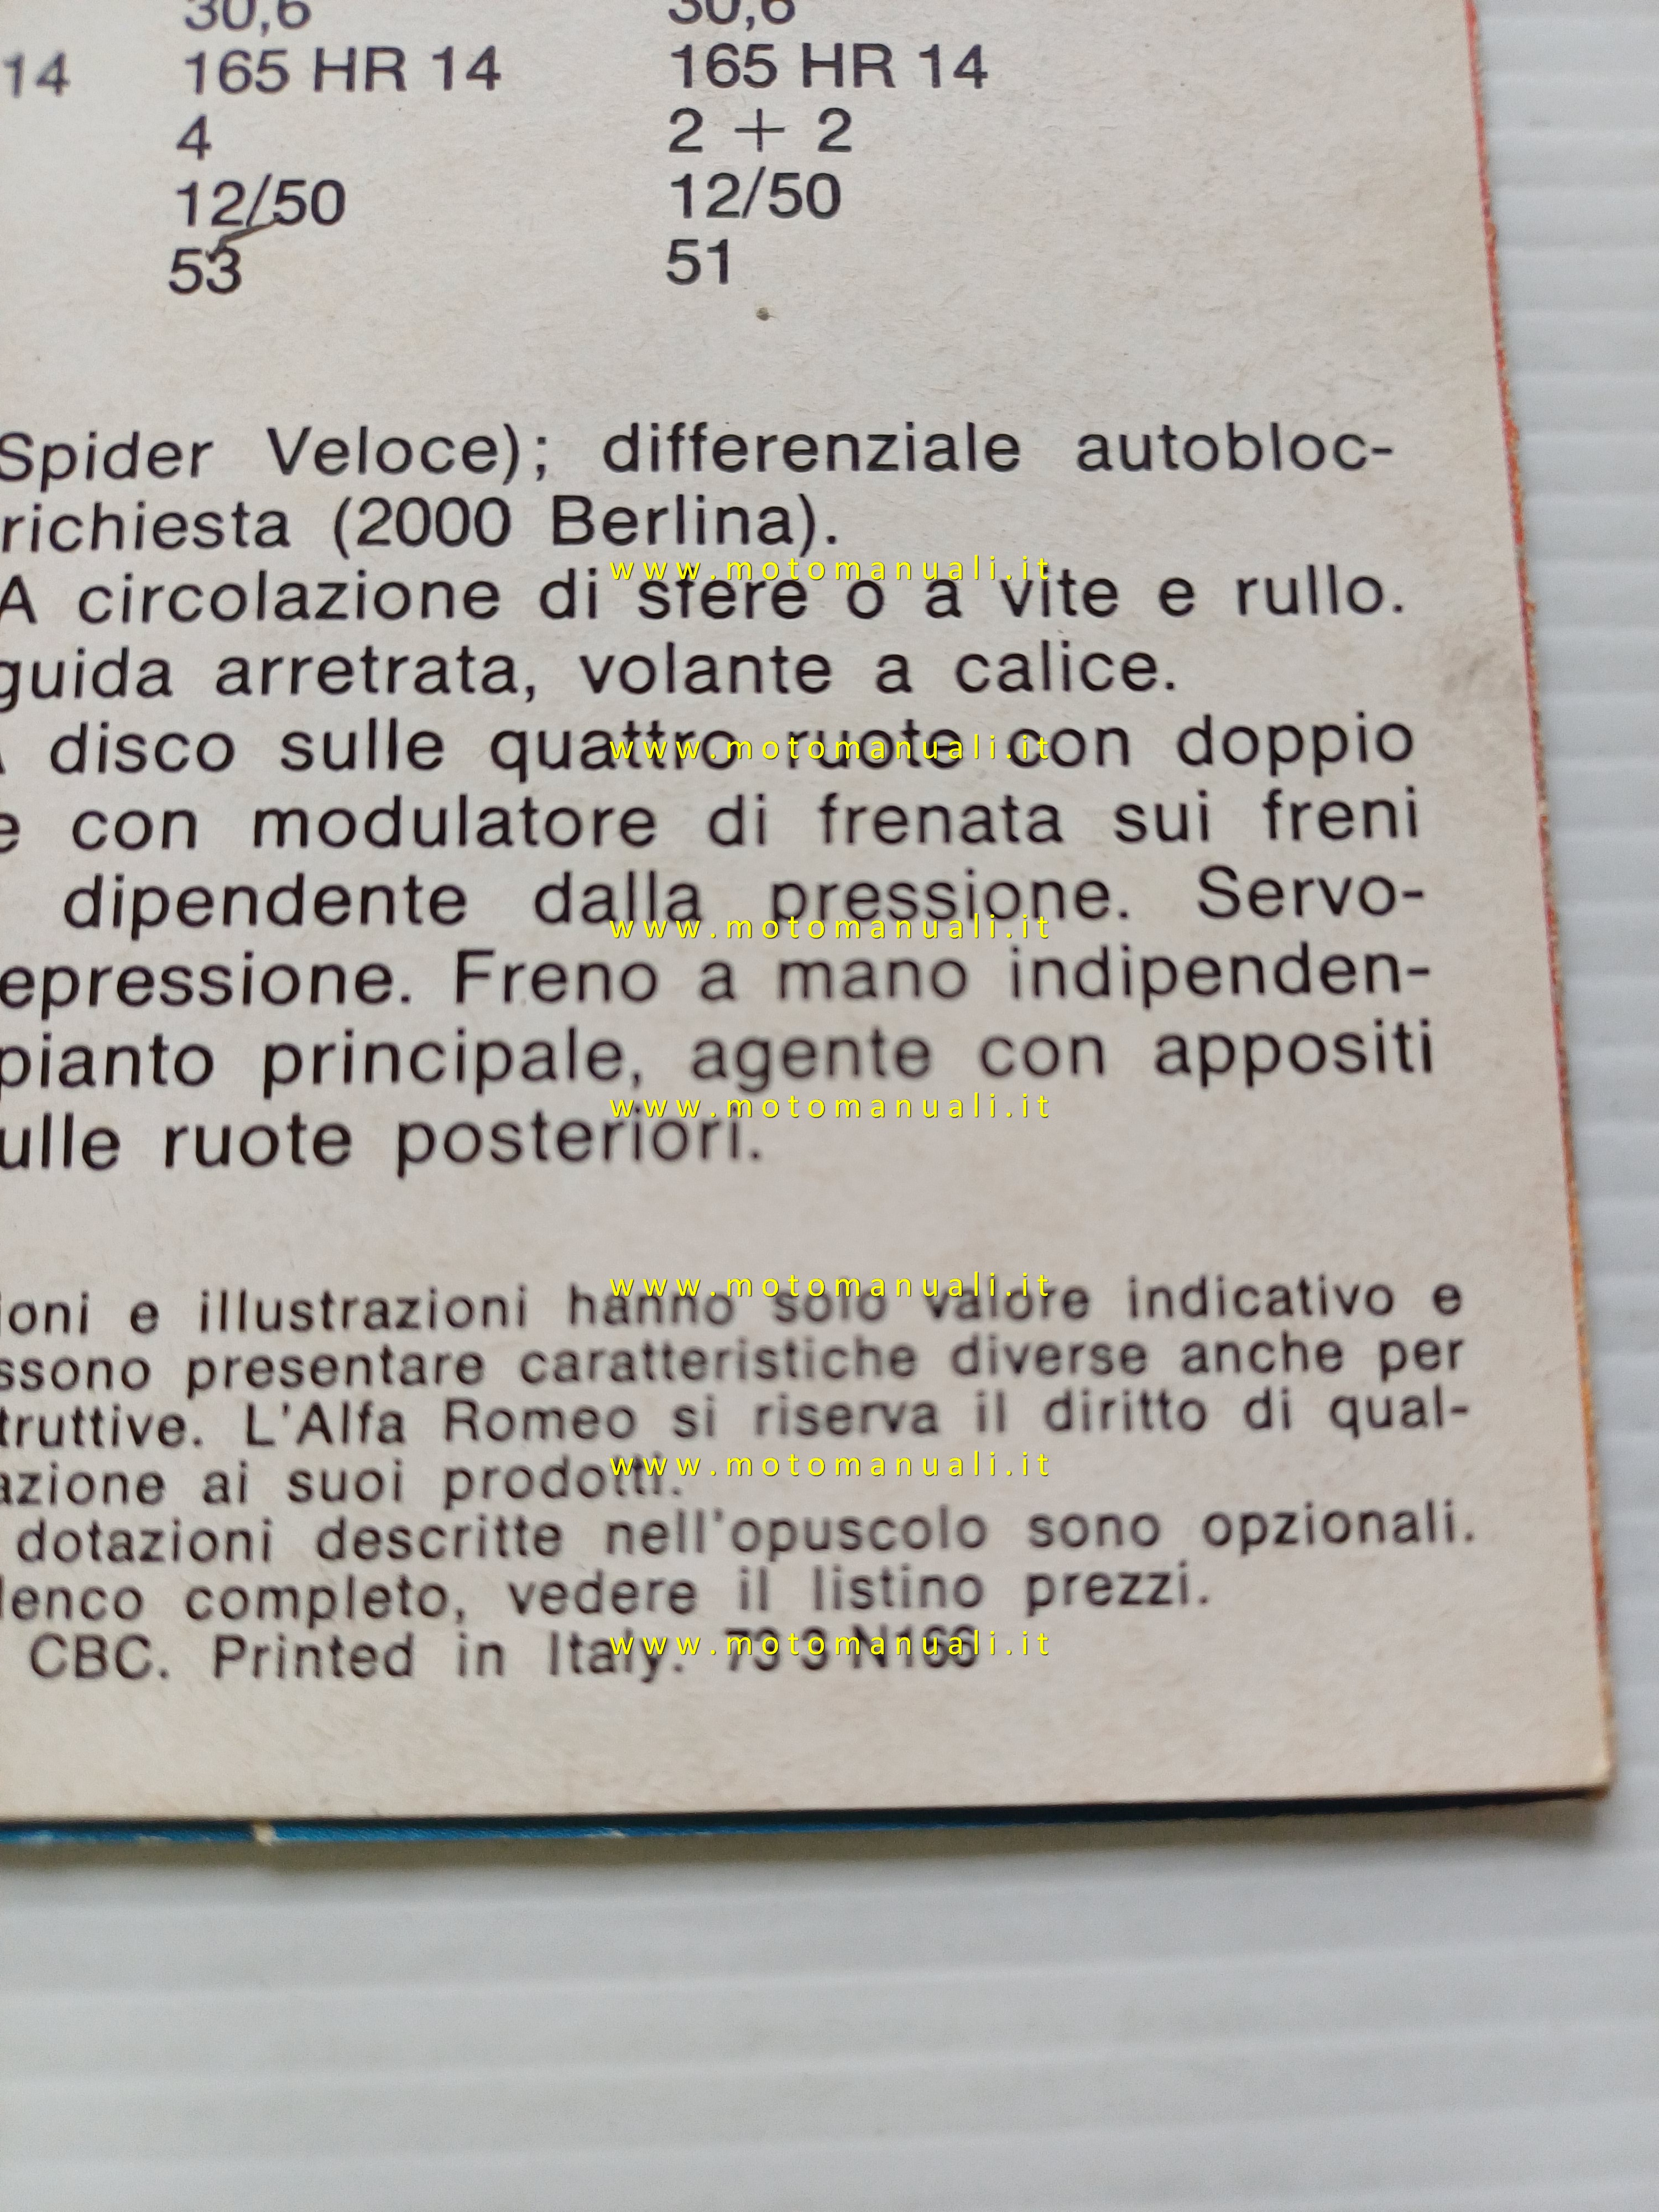 30,6 30,6
14 165 HR 14 165 HR 14
4 2 + 2
12/50 12/50
53 51
Spider Veloce); differenziale autobloc-
richiesta (2000 Berlina).
www.motomanuali.it
A circolazione di sfere o a vite e rullo.
guida arretrata, volante a calice.
disco sulle quattro ruote con doppio
www.motomanuali.it
e con modulatore di frenata sui freni
dipendente dalla pressione. Servo-
www.motomanuali.it
epressione. Freno a mano indipenden-
pianto principale, agente con appositi
www.motomanuali.it
ulle ruote posteriori.
www.motomanuali.it
ioni e illustrazioni hanno solo valore indicativo e
ssono presentare caratteristiche diverse anche per
truttive. L'Alfa Romeo si riserva il diritto di qual-
www.motomanuali.it
azione ai suoi prodotti.
dotazioni descritte nell'opuscolo sono opzionali.
lenco completo, vedere il listino prezzi.
www.motomanuali.it
CBC. Printed in Italy.